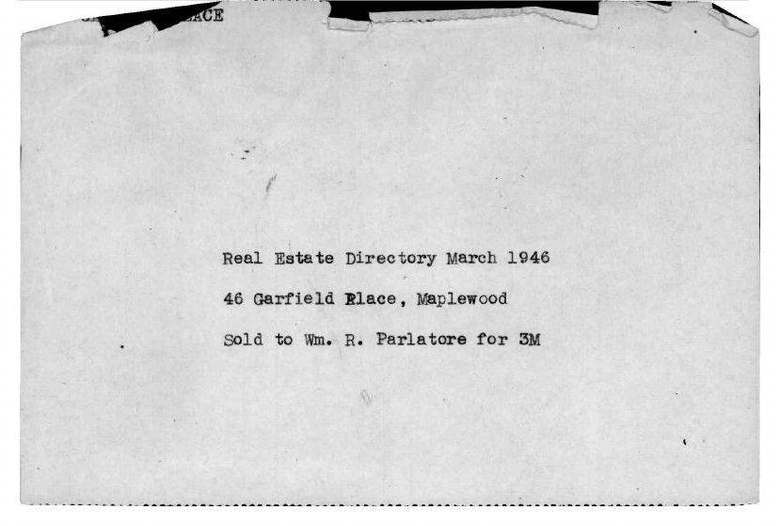 Real Estate Directory March 1946
46 Garfield Place, Maplewood
Sold to Wm. R. Parlatore for 3M